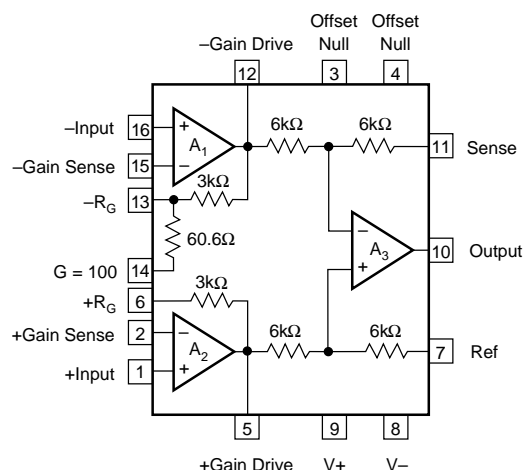 –Gain Drive
Offset Null
Offset Null
12
3
4
–Input
16
+
A1
–
6kΩ
6kΩ
11
Sense
–Gain Sense
15
–RG
13
3kΩ
60.6Ω
–
A3
+
10
Output
G = 100
14
+RG
6
3kΩ
+Gain Sense
2
–
A2
+
6kΩ
6kΩ
7
Ref
+Input
1
5
9
8
+Gain Drive
V+
V–